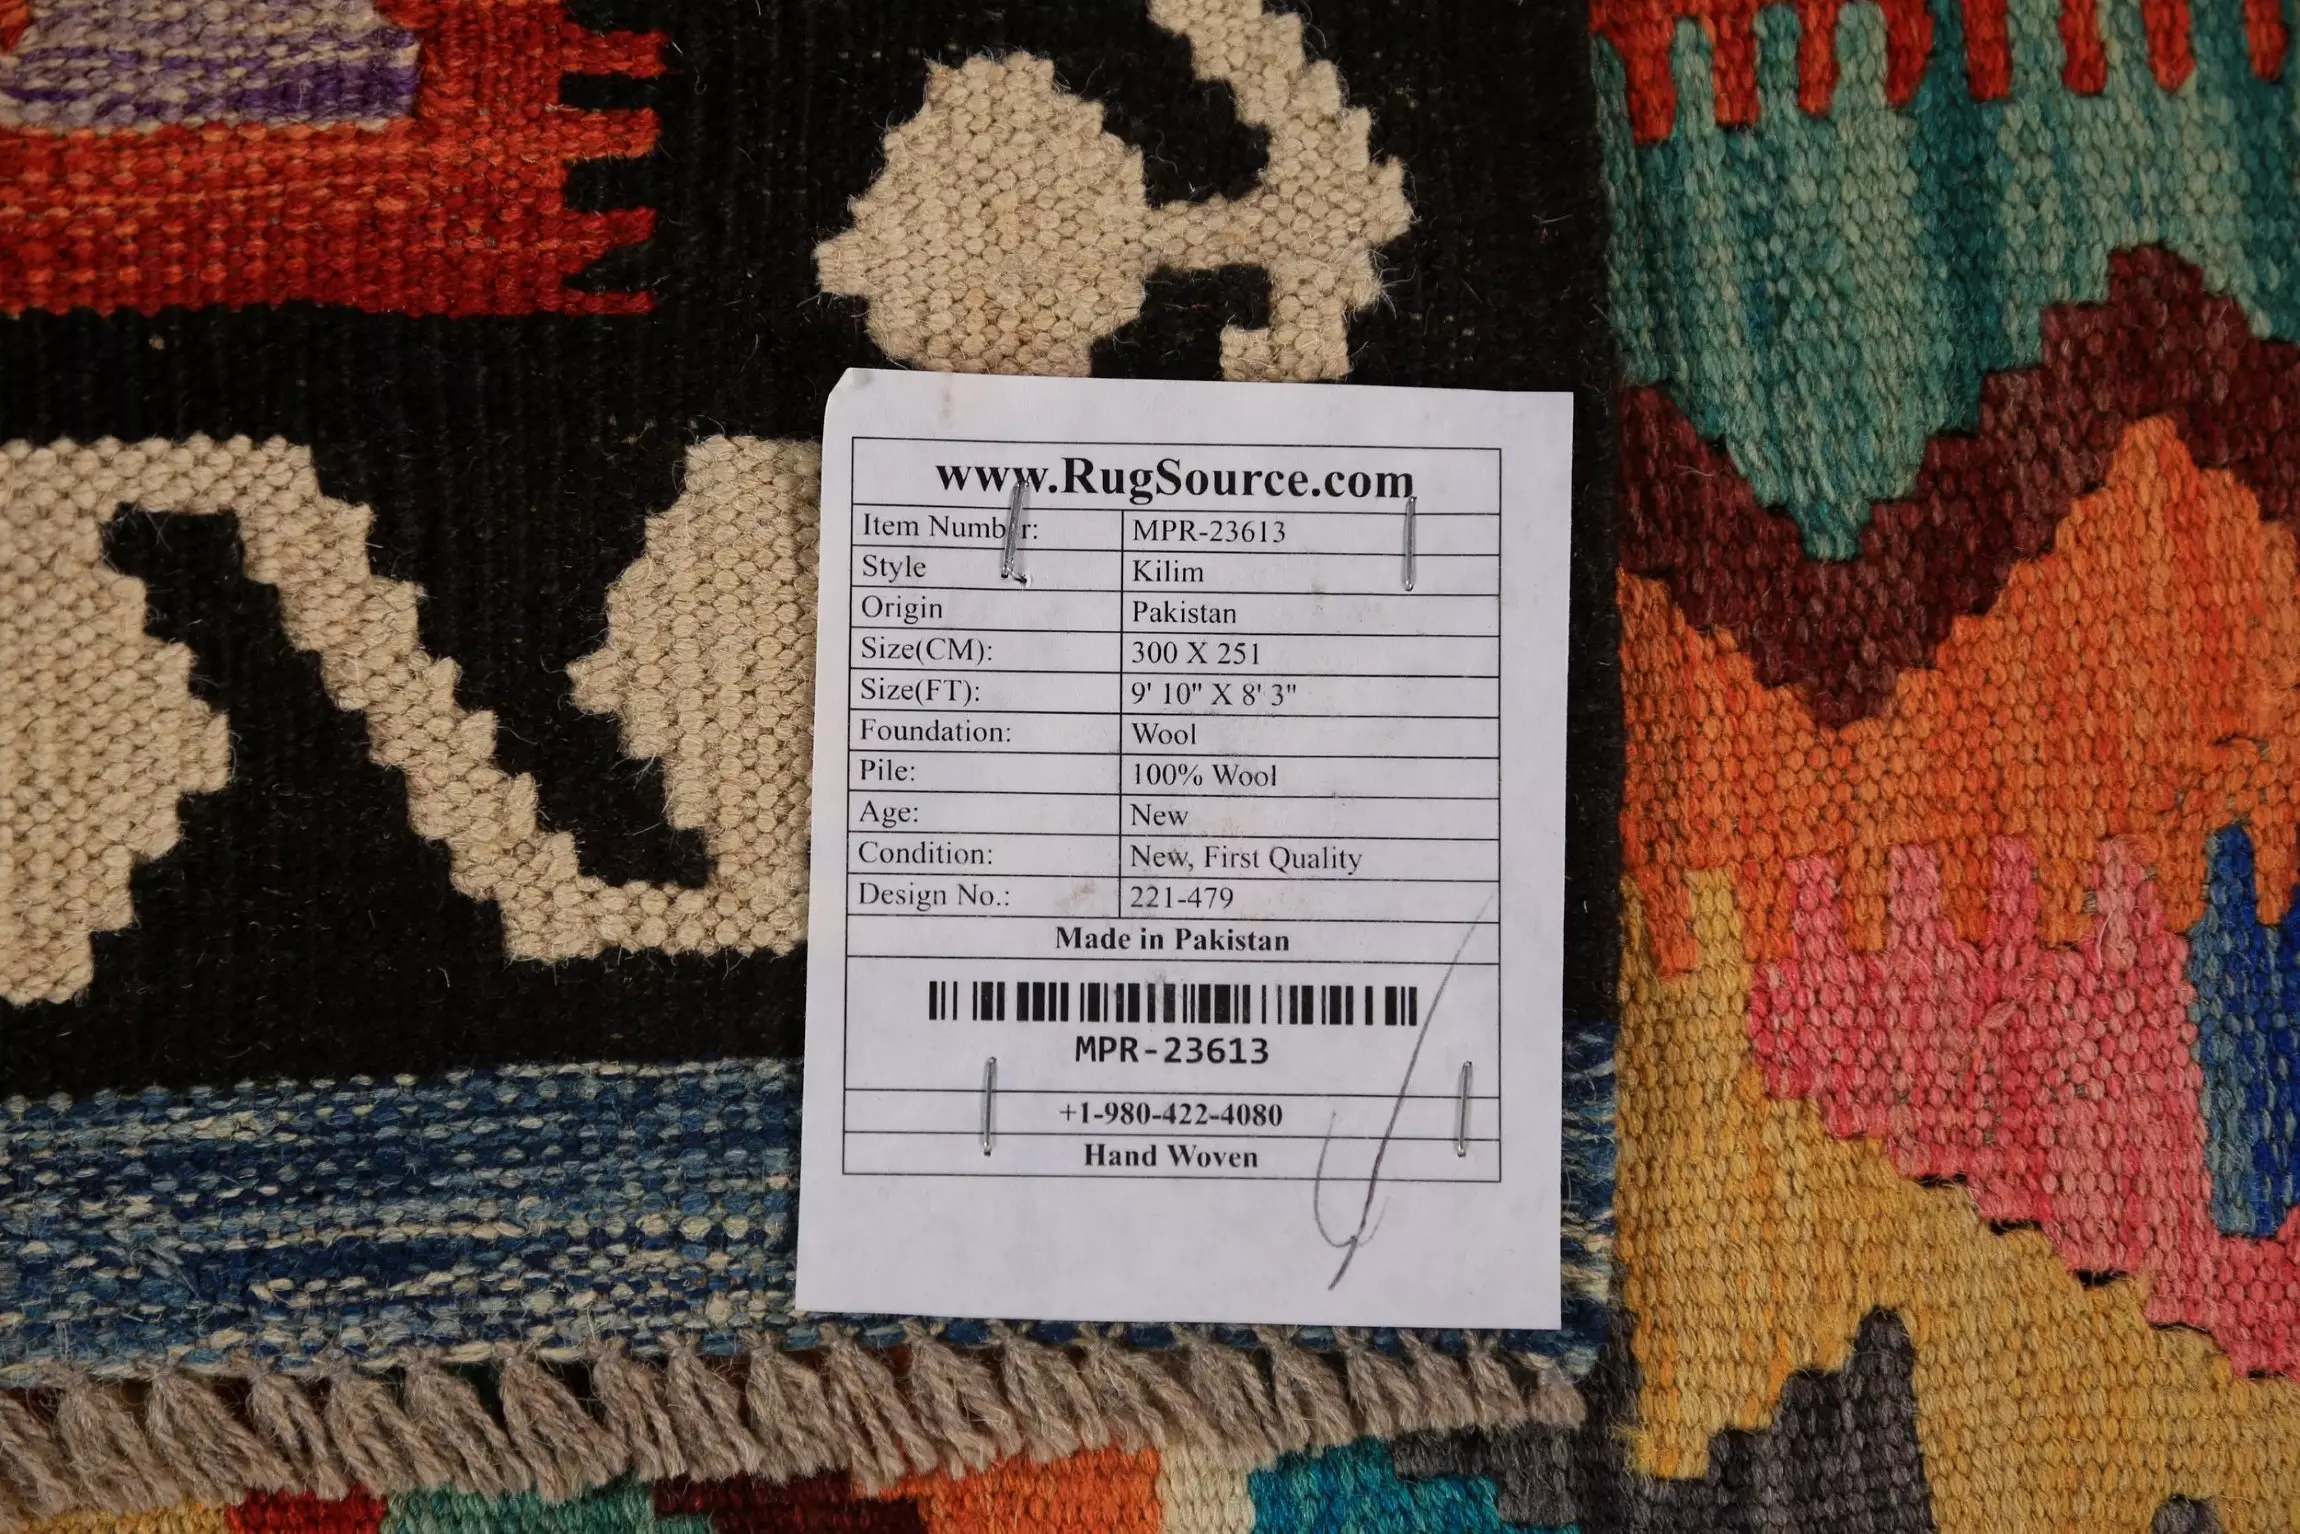 www.RugSource.com
Item Number: MPR-23613
Style Kilim
Origin Pakistan
Size(CM): 300 X 251
Size(FT): 9' 10" X 8' 3"
Foundation: Wool
Pile: 100% Wool
Age: New
Condition: New, First Quality
Design No.: 221-479
Made in Pakistan
MPR-23613
+1-980-422-4080
Hand Woven